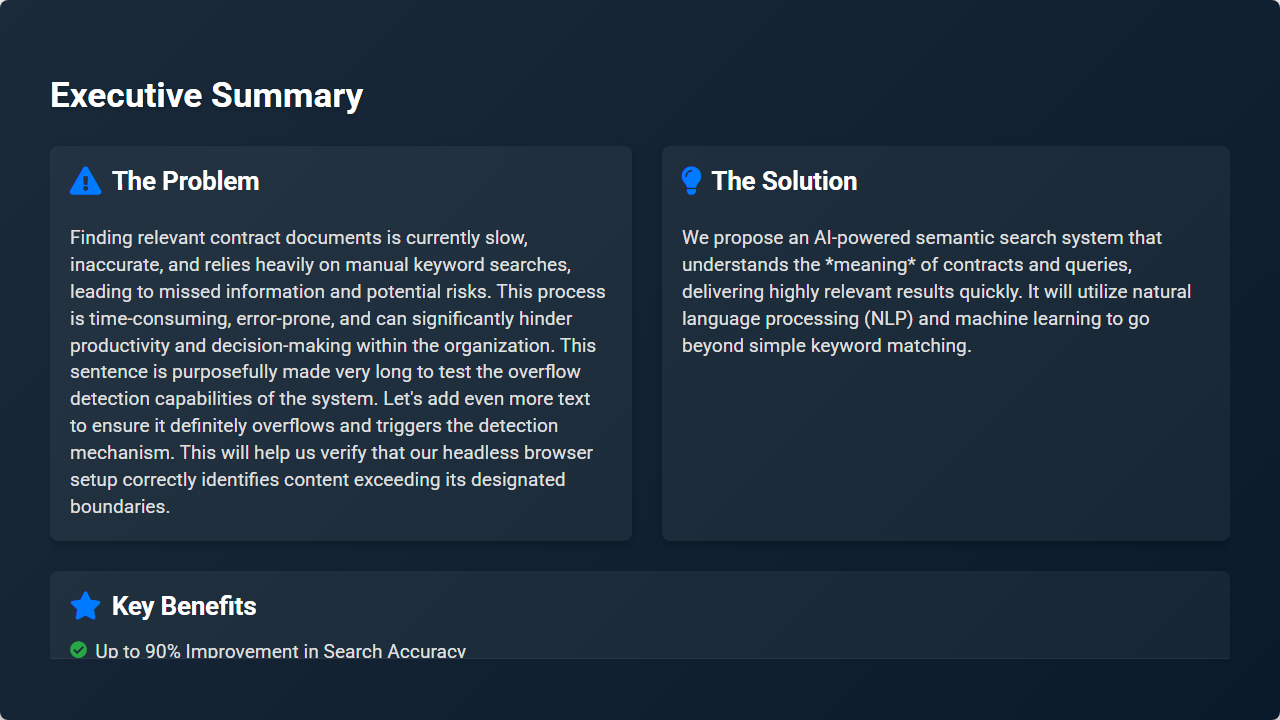 Executive Summary
The Problem
Finding relevant contract documents is currently slow,
inaccurate, and relies heavily on manual keyword searches,
leading to missed information and potential risks. This process
is time-consuming, error-prone, and can significantly hinder
productivity and decision-making within the organization. This
sentence is purposefully made very long to test the overflow
detection capabilities of the system. Let's add even more text
to ensure it definitely overflows and triggers the detection
mechanism. This will help us verify that our headless browser
setup correctly identifies content exceeding its designated
boundaries.
The Solution
We propose an AI-powered semantic search system that
understands the *meaning* of contracts and queries,
delivering highly relevant results quickly. It will utilize natural
language processing (NLP) and machine learning to go
beyond simple keyword matching.
Key Benefits
Up to 90% Improvement in Search Accuracy